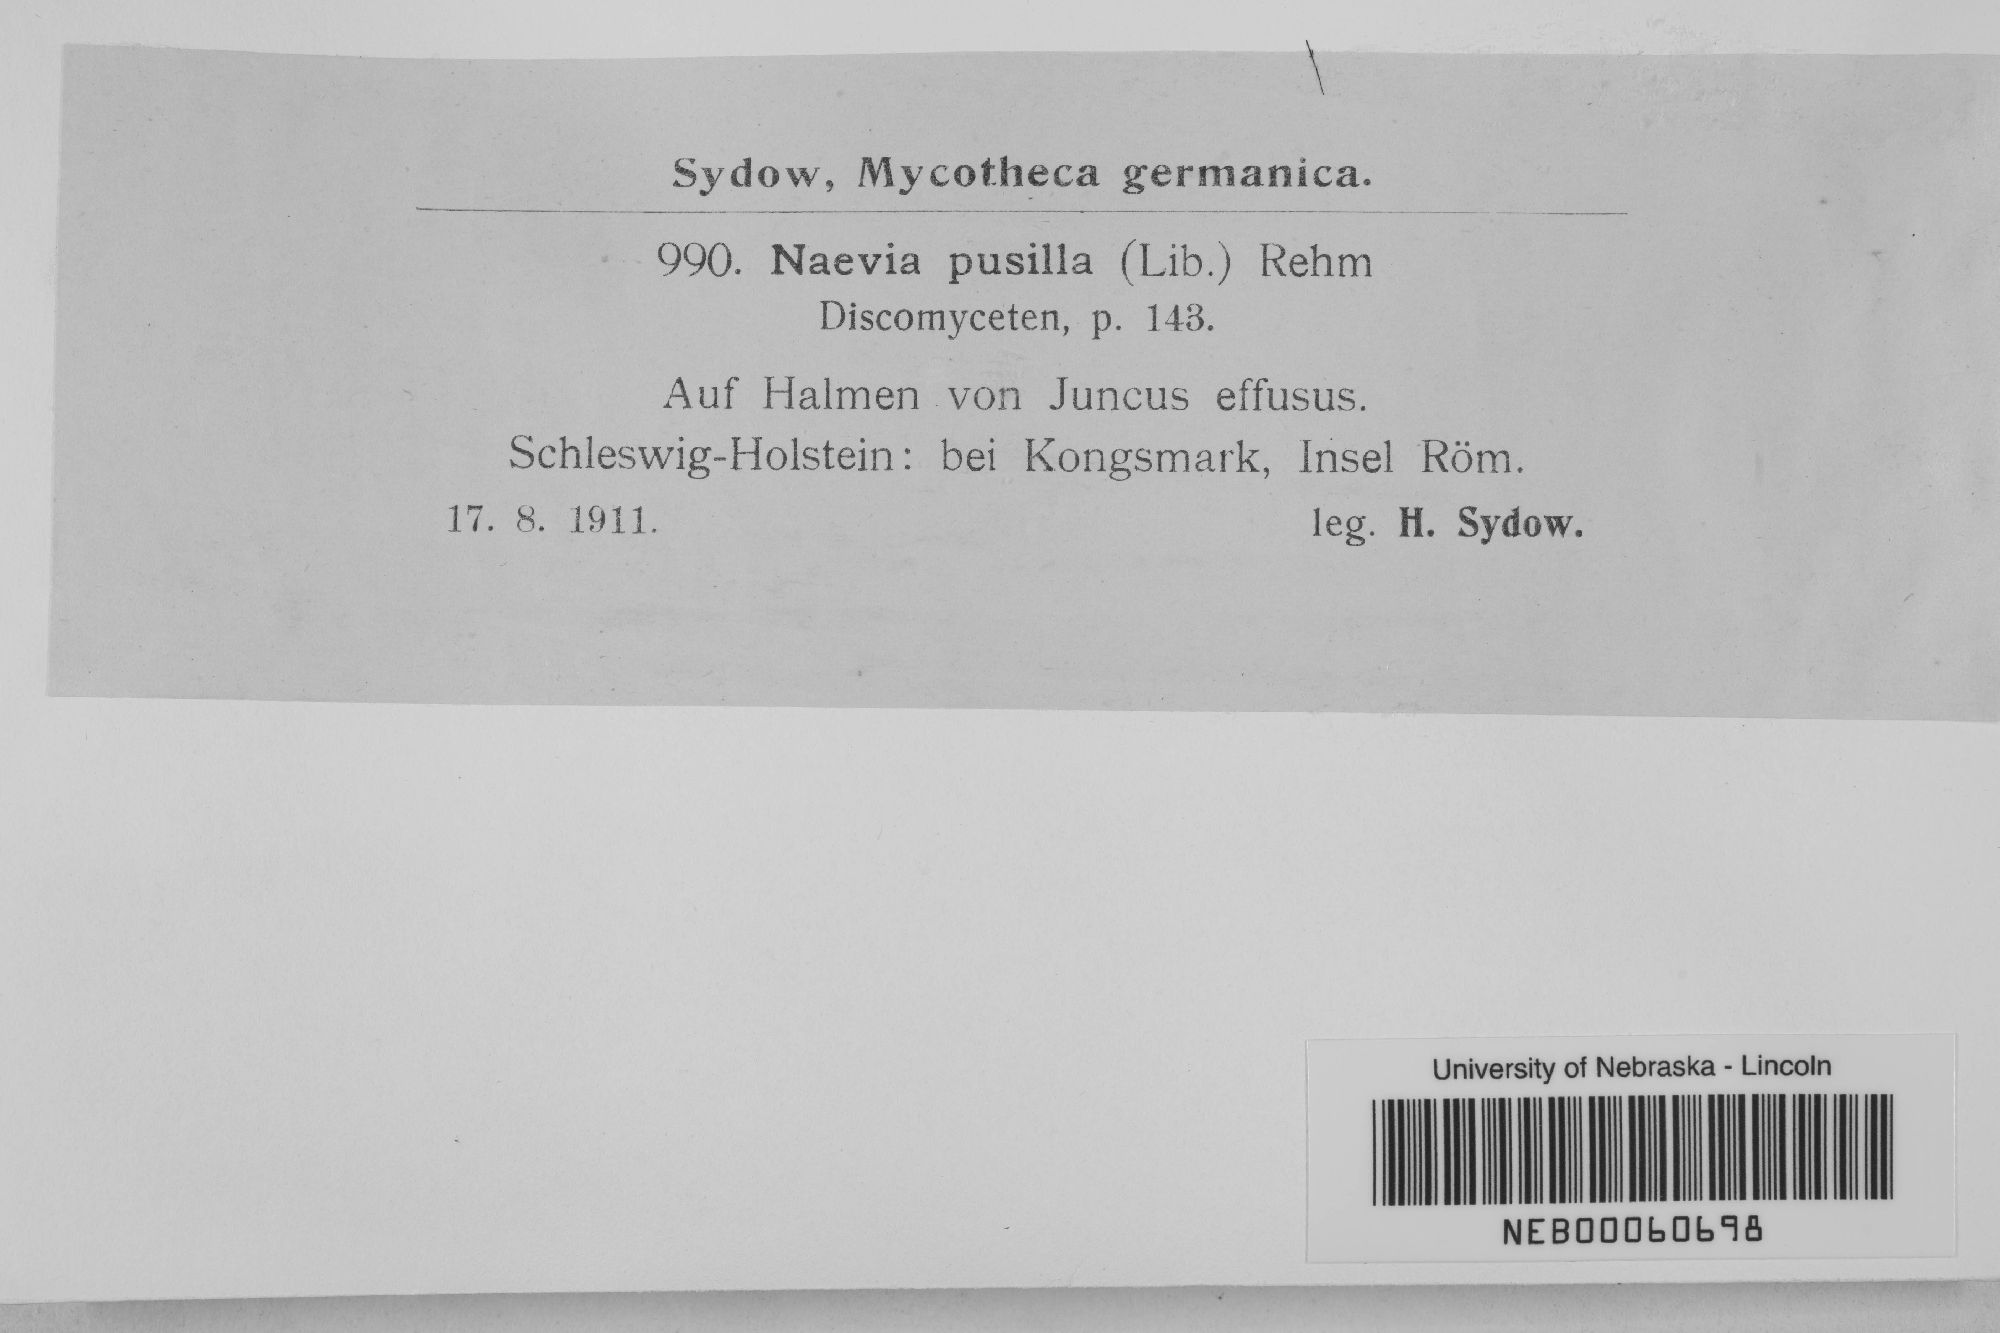 Sydow, Mycotheca germanica.
990. Naevia pusilla (Lib.) Rehm
Discomyceten, p. 143.
Auf Halmen von Juncus effusus.
Schleswig-Holstein: bei Kongsmark, Insel Röm.
17. 8. 1911. leg. H. Sydow.
University of Nebraska - Lincoln
NEB00060698